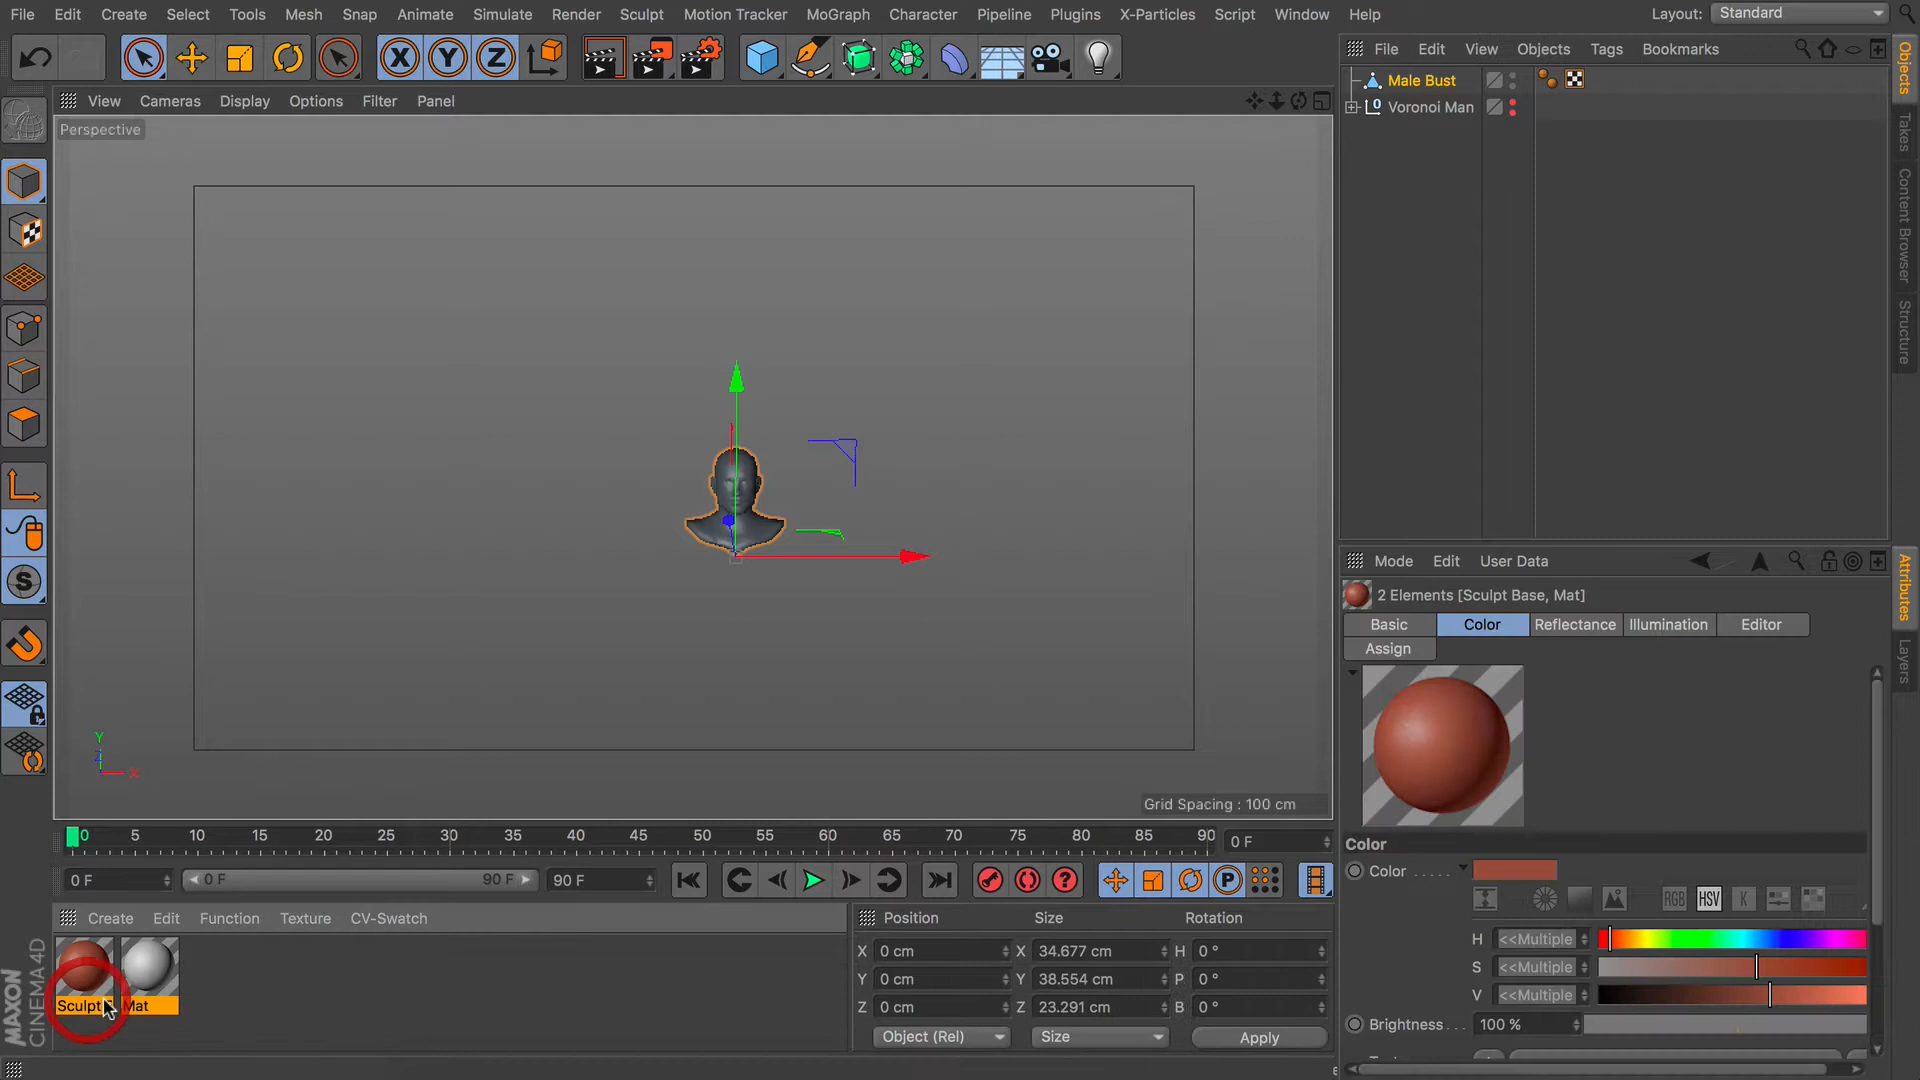 File Edit Create Select Tools Mesh Snap Animate Simulate Render Sculpt Motion Tracker MoGraph Character Pipeline Plugins X-Particles Script Window Help Layout: Standard
X Y Z
File Edit View Objects Tags Bookmarks
Male Bust
0 Voronoi Man
Objects
Takes
Content Browser
Structure
View Cameras Display Options Filter Panel
Perspective
Y
Z
X
Grid Spacing : 100 cm
S
Mode Edit User Data
2 Elements [Sculpt Base, Mat]
Basic Color Reflectance Illumination Editor
Assign
Attributes
Layers
Color
Color
RGB HSV K
H <<Multiple
S <<Multiple
V <<Multiple
Brightness 100 %
0 5 10 15 20 25 30 35 40 45 50 55 60 65 70 75 80 85 90 0 F
0 F 0 F 90 F 90 F
? P
Create Edit Function Texture CV-Swatch
Sculpt Mat
MAXON
CINEMA4D
Position Size Rotation
X 0 cm X 34.677 cm H 0 °
Y 0 cm Y 38.554 cm P 0 °
Z 0 cm Z 23.291 cm B 0 °
Object (Rel) Size Apply